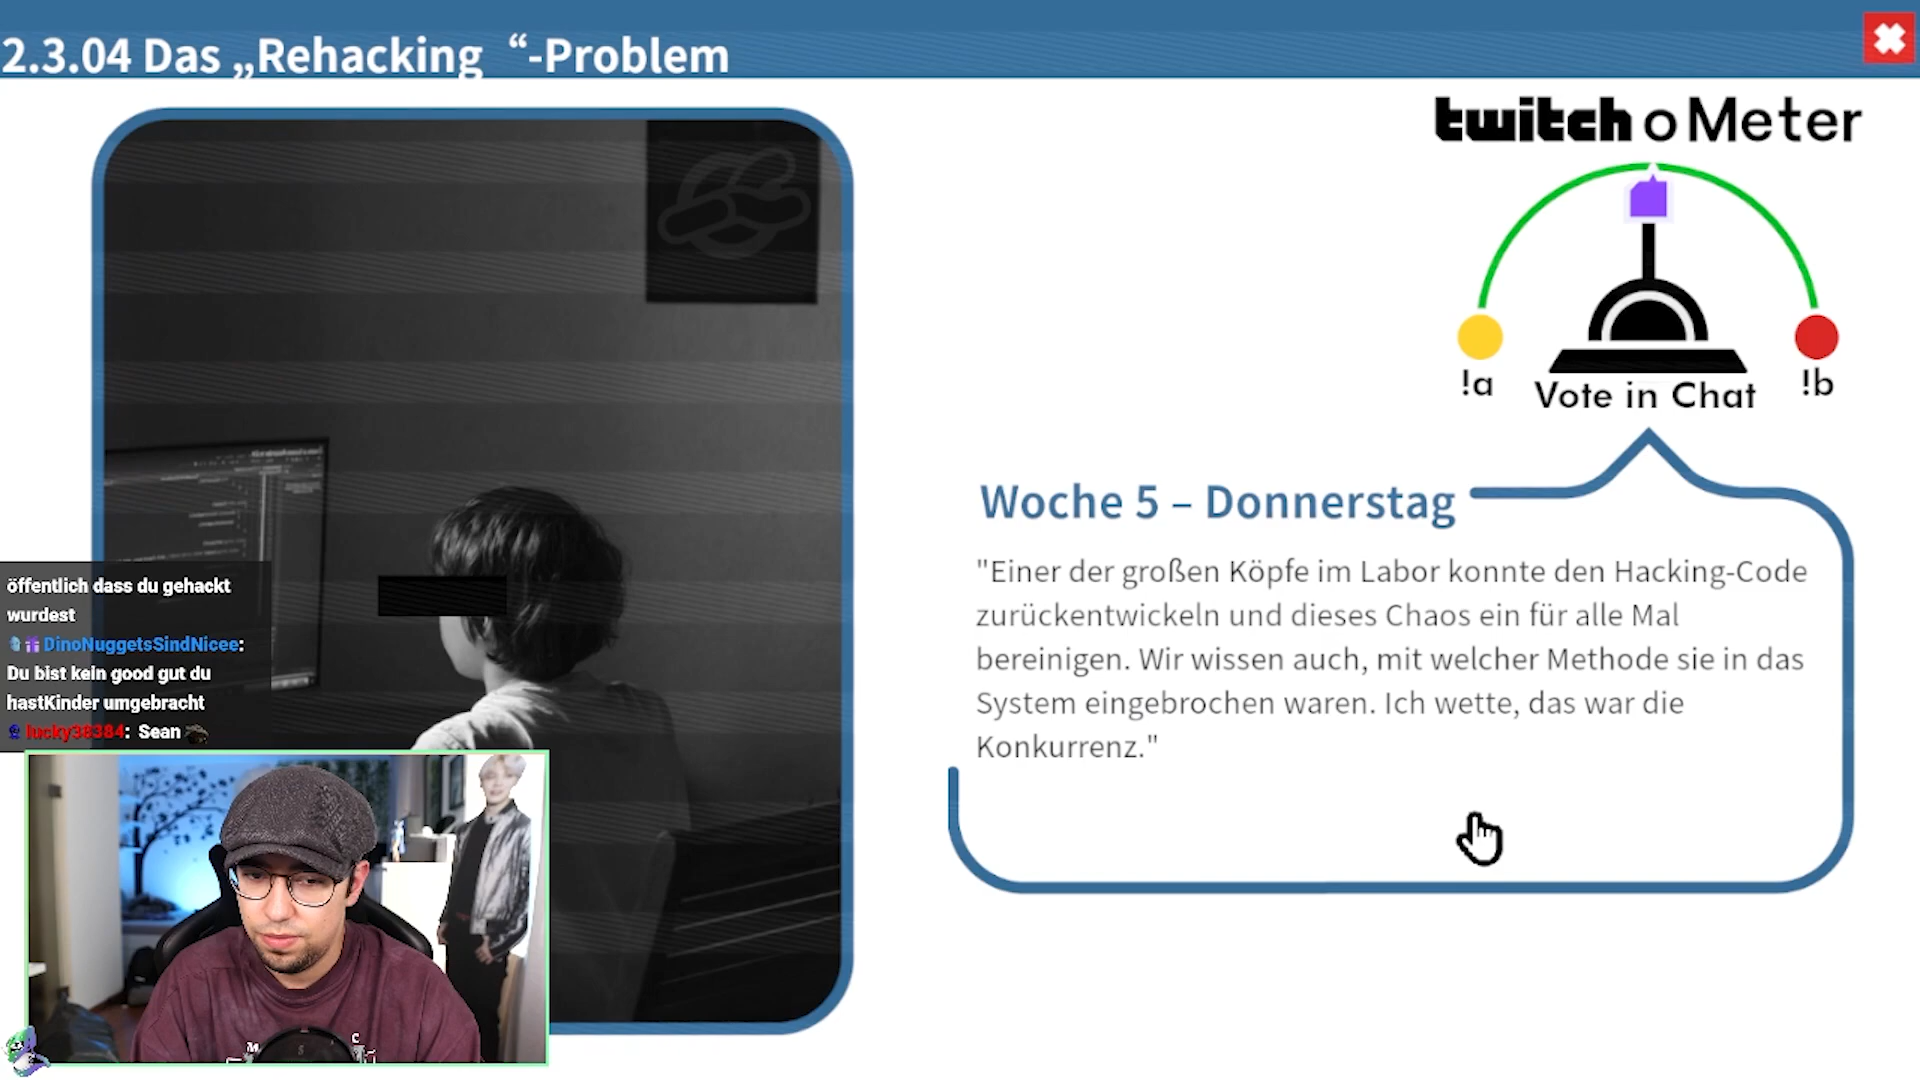 2.3.04 Das „Rehacking “-Problem
twitch o Meter
!a
Vote in Chat
!b
Woche 5 – Donnerstag
"Einer der großen Köpfe im Labor konnte den Hacking-Code
zurückentwickeln und dieses Chaos ein für alle Mal
bereinigen. Wir wissen auch, mit welcher Methode sie in das
System eingebrochen waren. Ich wette, das war die
Konkurrenz."
öffentlich dass du gehackt
wurdest
DinoNuggetsSindNicee:
Du bist kein good gut du
hastKinder umgebracht
lucky38384: Sean